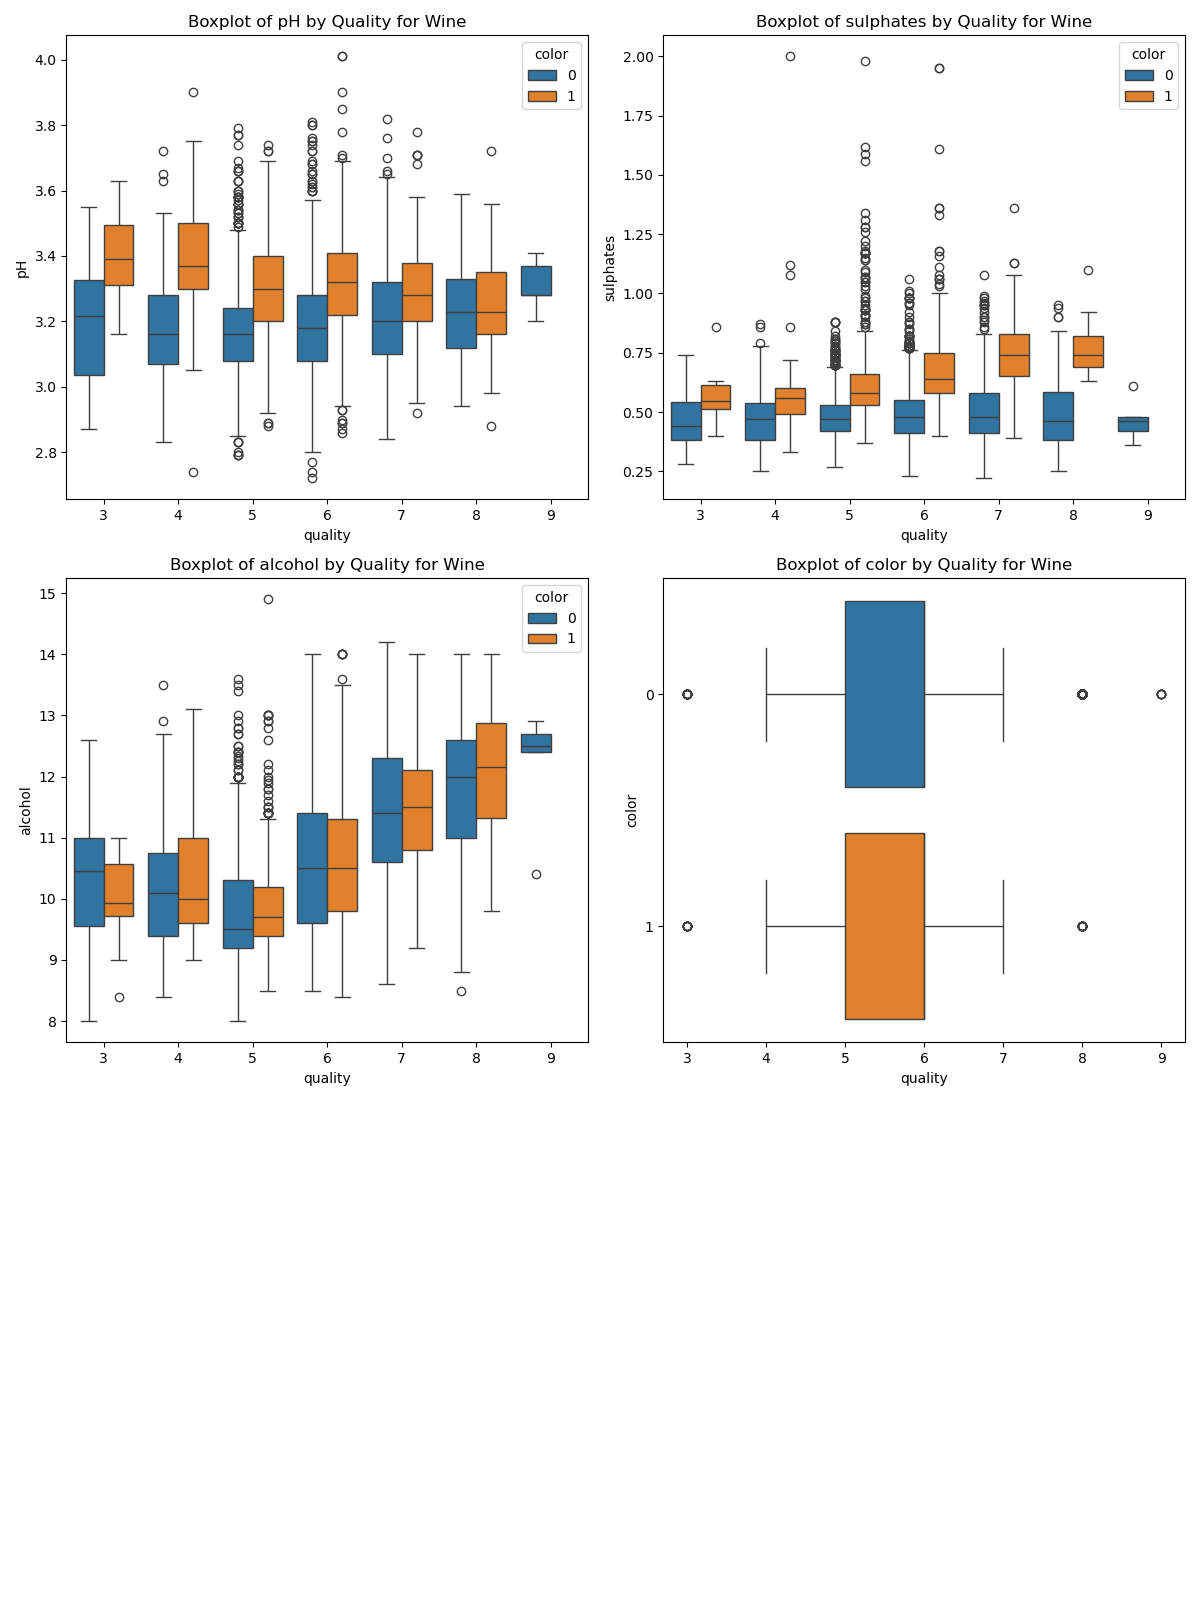 Boxplot of pH by Quality for Wine
color
0
1
4.0
3.8
3.6
3.4
3.2
3.0
2.8
pH
3 4 5 6 7 8 9
quality
Boxplot of sulphates by Quality for Wine
color
0
1
2.00
1.75
1.50
1.25
1.00
0.75
0.50
0.25
sulphates
3 4 5 6 7 8 9
quality
Boxplot of alcohol by Quality for Wine
color
0
1
15
14
13
12
11
10
9
8
alcohol
3 4 5 6 7 8 9
quality
Boxplot of color by Quality for Wine
0
1
color
3 4 5 6 7 8 9
quality